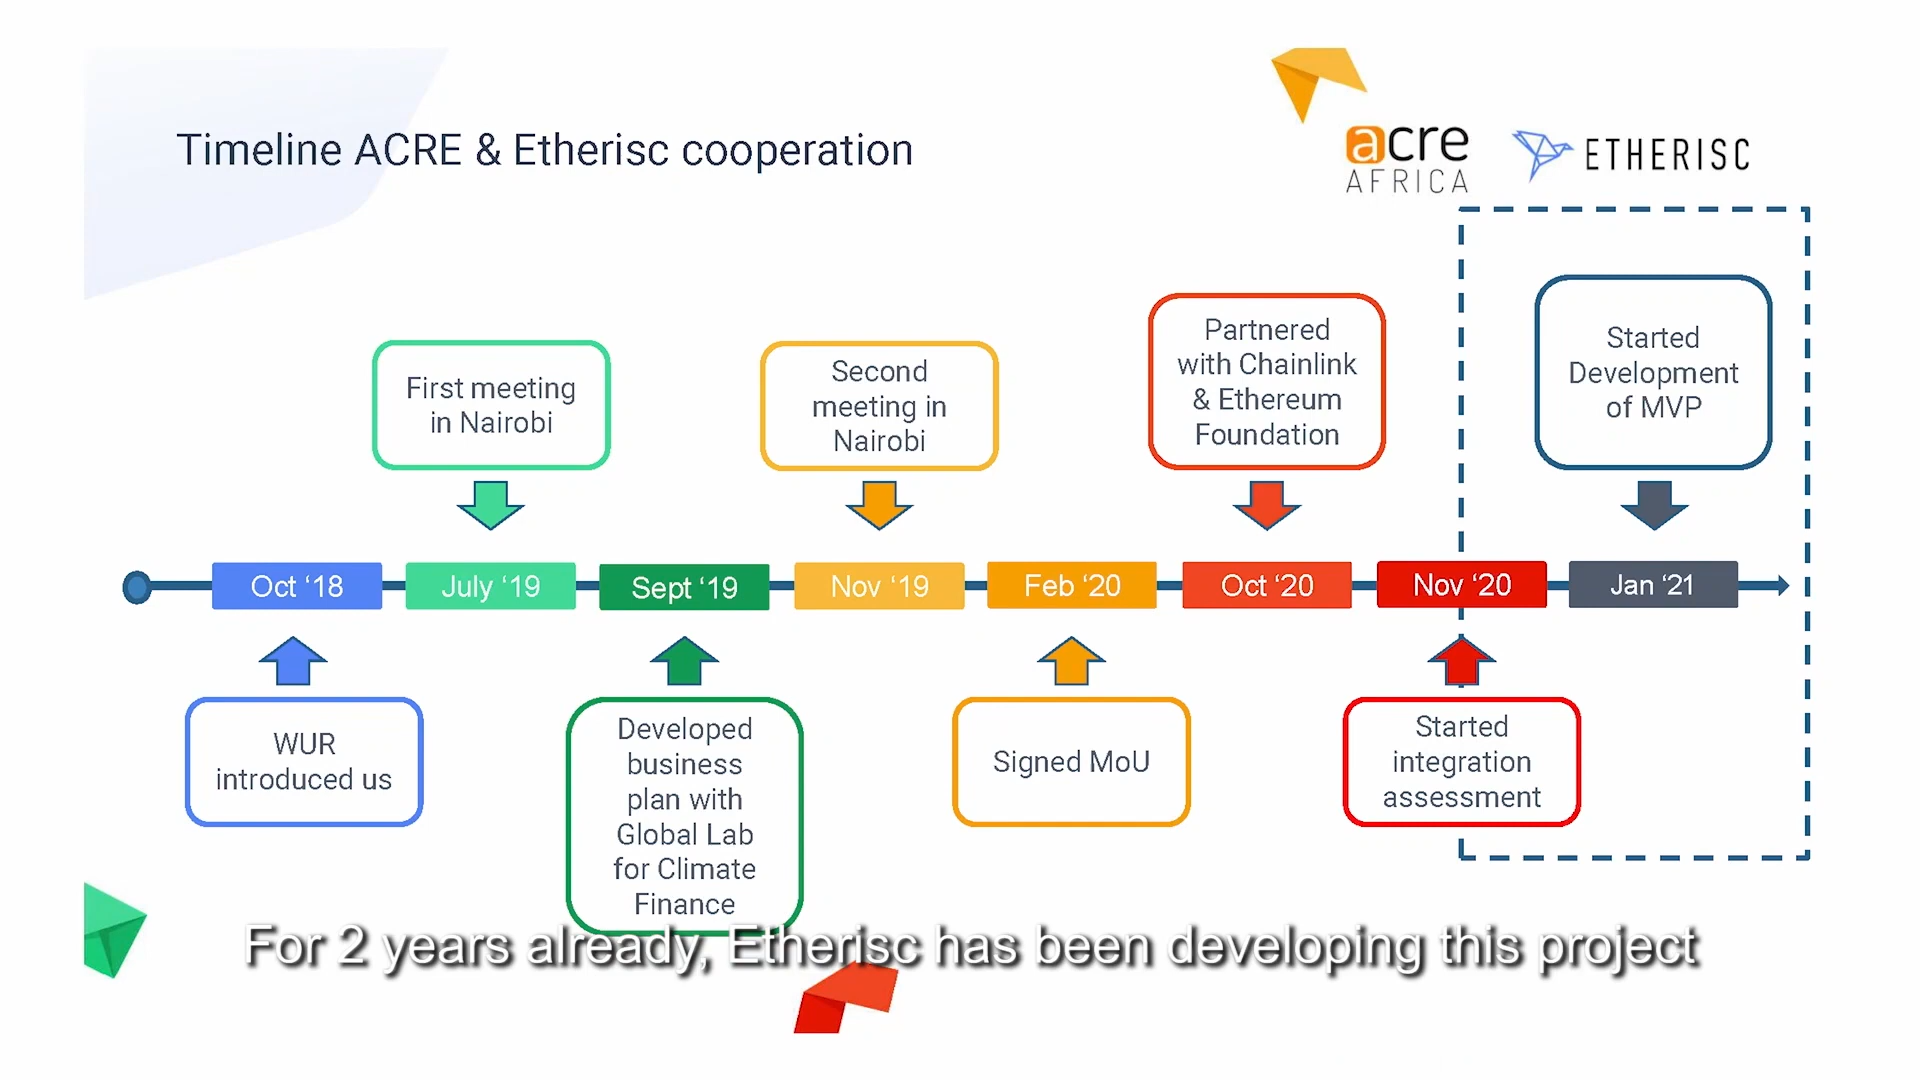 Timeline ACRE & Etherisc cooperation
acre
AFRICA
ETHERISC
First meeting
in Nairobi
Second
meeting in
Nairobi
Partnered
with Chainlink
& Ethereum
Foundation
Started
Development
of MVP
Oct ‘18
July ‘19
Sept ‘19
Nov ‘19
Feb ‘20
Oct ‘20
Nov ‘20
Jan ‘21
WUR
introduced us
Developed
business
plan with
Global Lab
for Climate
Finance
Signed MoU
Started
integration
assessment
For 2 years already, Etherisc has been developing this project